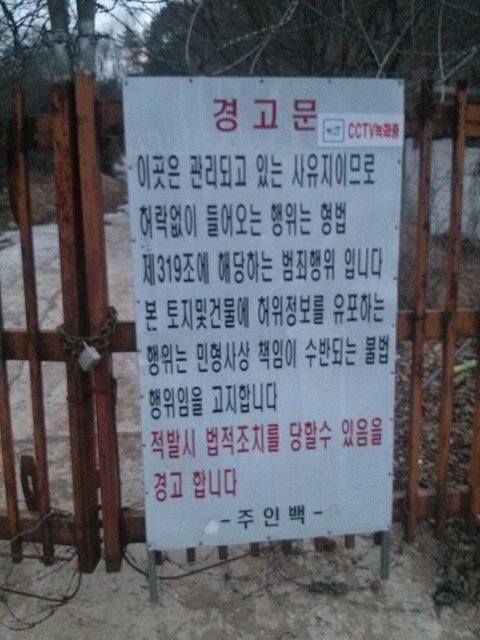 경고문
CCTV녹화중
이곳은 관리되고 있는 사유지이므로
허락없이 들어오는 행위는 형법
제319조에 해당하는 범죄행위 입니다
본 토지및건물에 허위정보를 유포하는
행위는 민형사상 책임이 수반되는 불법
행위임을 고지합니다
적발시 법적조치를 당할수 있음을
경고 합니다
- 주인백 -